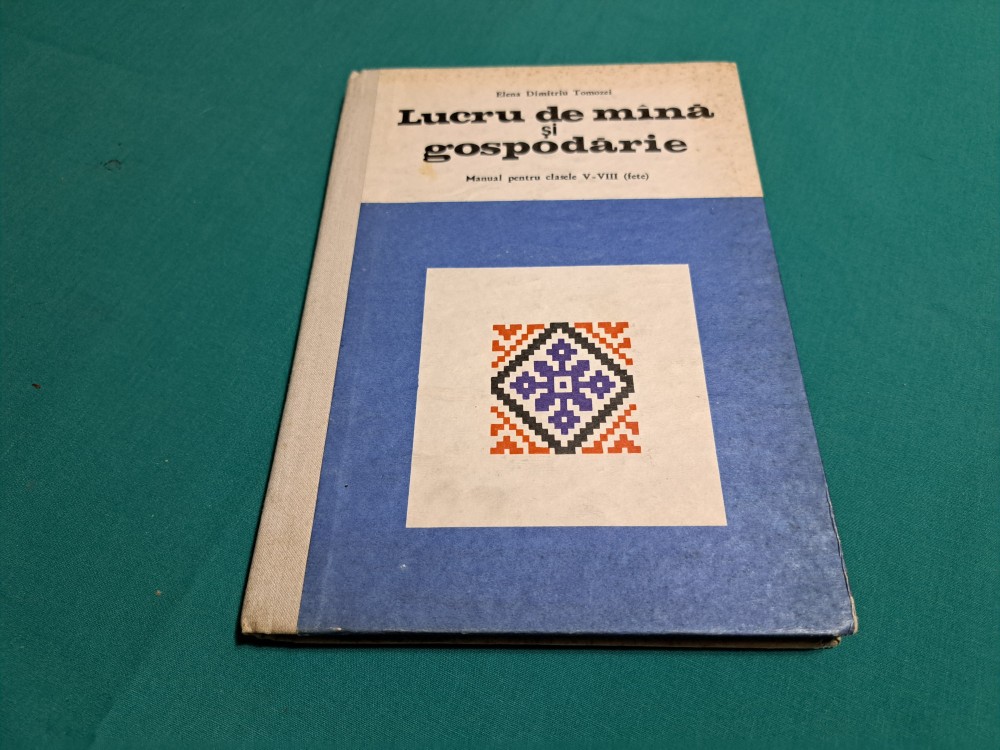 Elena Dimitriu Tomozei
Lucru de mînă
și
gospodărie
Manual pentru clasele V-VIII (fete)